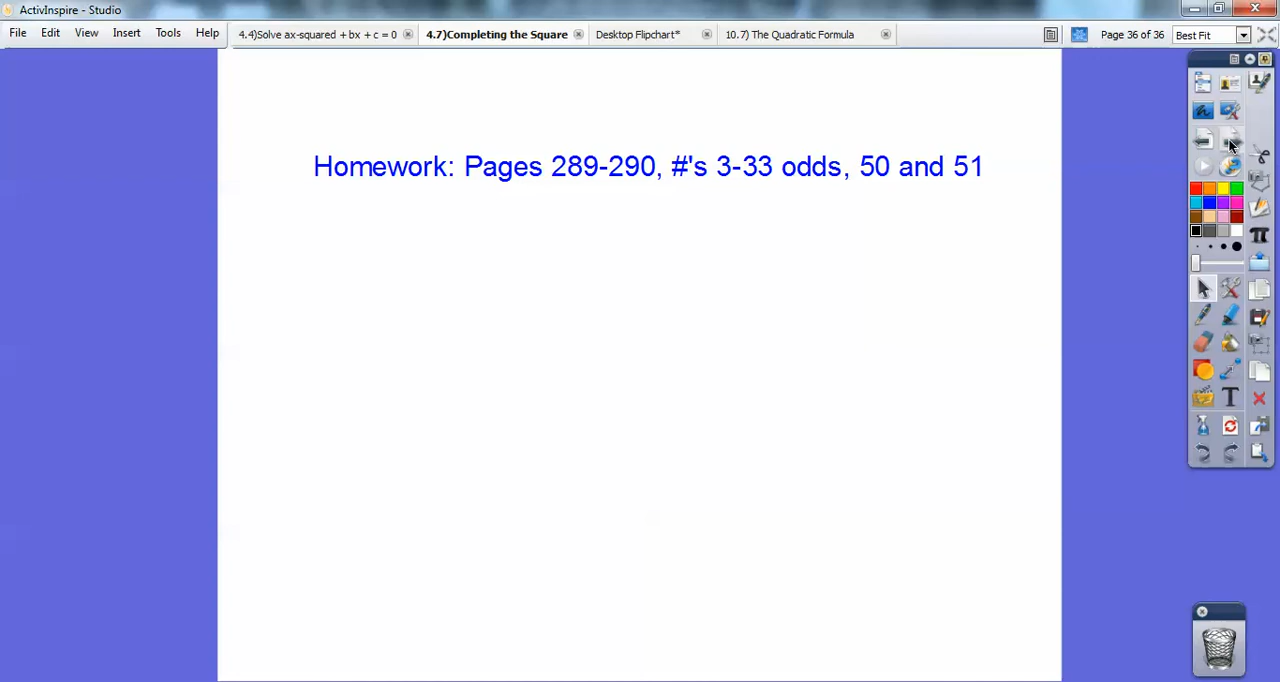 ActivInspire - Studio
File Edit View Insert Tools Help
4.4)Solve ax-squared + bx + c = 0
4.7)Completing the Square
Desktop Flipchart*
10.7) The Quadratic Formula
Page 36 of 36
Best Fit
Homework: Pages 289-290, #'s 3-33 odds, 50 and 51